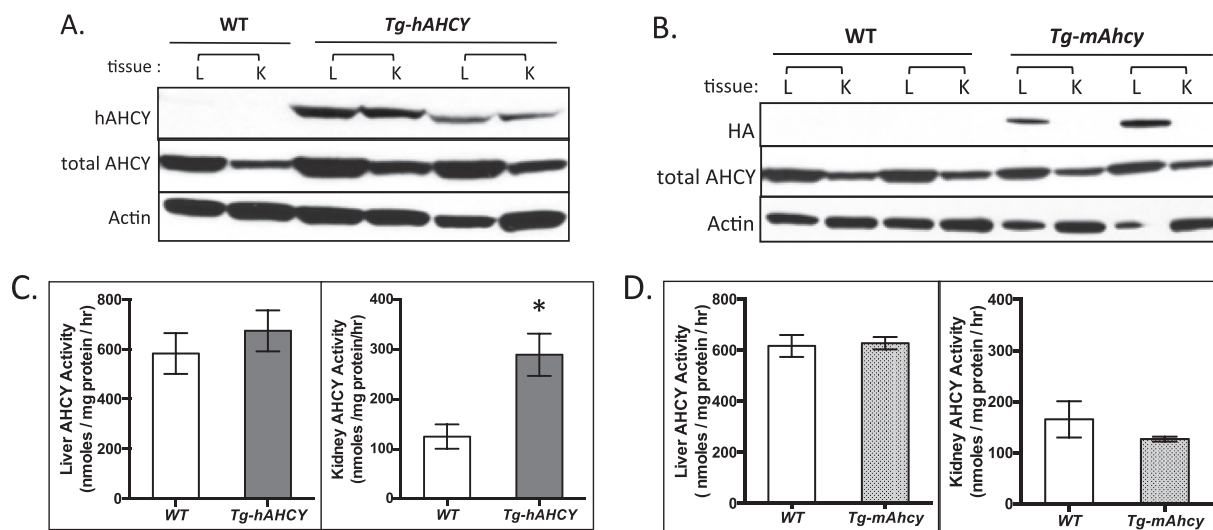 A.
WT Tg-hAHCY
tissue : L K L K L K
hAHCY
total AHCY
Actin
B.
WT Tg-mAhcy
tissue: L K L K L K L K
HA
total AHCY
Actin
C.
Liver AHCY Activity
(nmoles / mg protein / hr)
800
600
400
200
0
WT Tg-hAHCY
Kidney AHCY Activity
(nmoles /mg protein/hr)
400
300
200
100
0
*
WT Tg-hAHCY
D.
Liver AHCY Activity
( nmoles / mg protein / hr)
800
600
400
200
0
WT Tg-mAhcy
Kidney AHCY Activity
(nmoles / mg protein / hr)
400
300
200
100
0
WT Tg-mAhcy